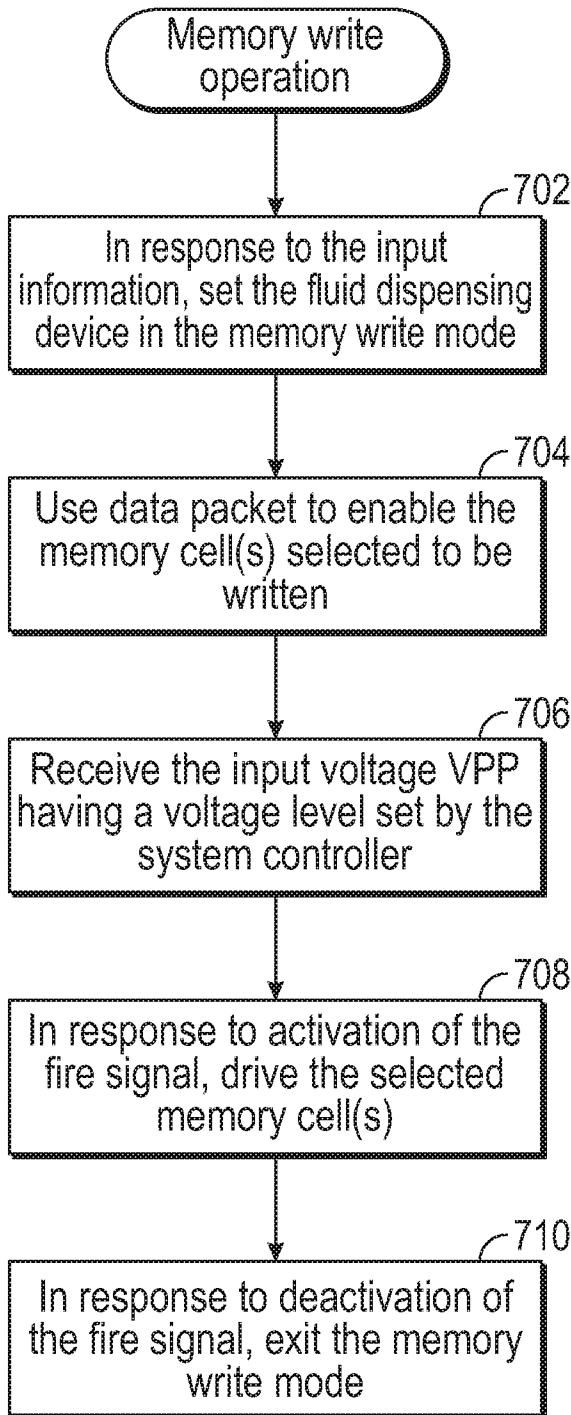 Memory write
operation
702
In response to the input
information, set the fluid dispensing
device in the memory write mode
704
Use data packet to enable the
memory cell(s) selected to be
written
706
Receive the input voltage VPP
having a voltage level set by the
system controller
708
In response to activation of the
fire signal, drive the selected
memory cell(s)
710
In response to deactivation of
the fire signal, exit the memory
write mode